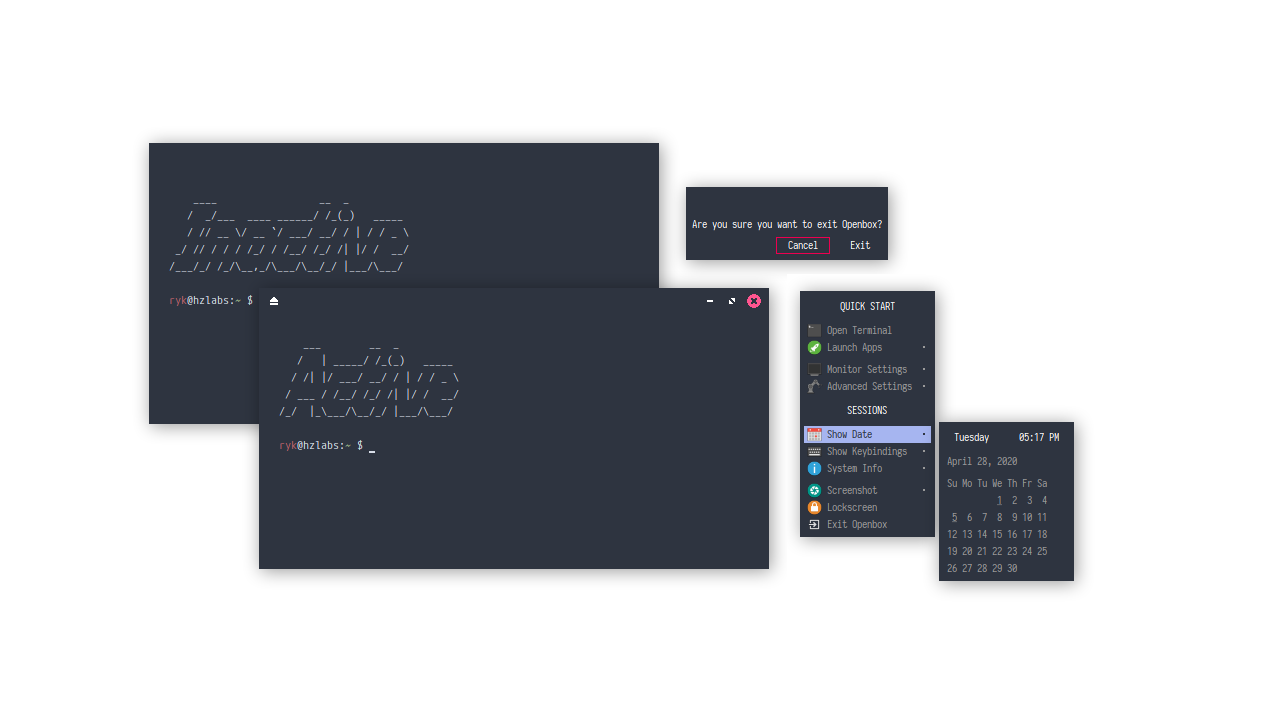 Inactive
ryk@hzlabs:~ $
Active
ryk@hzlabs:~ $
Are you sure you want to exit Openbox?
Cancel Exit
QUICK START
Open Terminal
Launch Apps
Monitor Settings
Advanced Settings
SESSIONS
Show Date
Show Keybindings
System Info
Screenshot
Lockscreen
Exit Openbox
Tuesday 05:17 PM
April 28, 2020
Su Mo Tu We Th Fr Sa
1 2 3 4
5 6 7 8 9 10 11
12 13 14 15 16 17 18
19 20 21 22 23 24 25
26 27 28 29 30